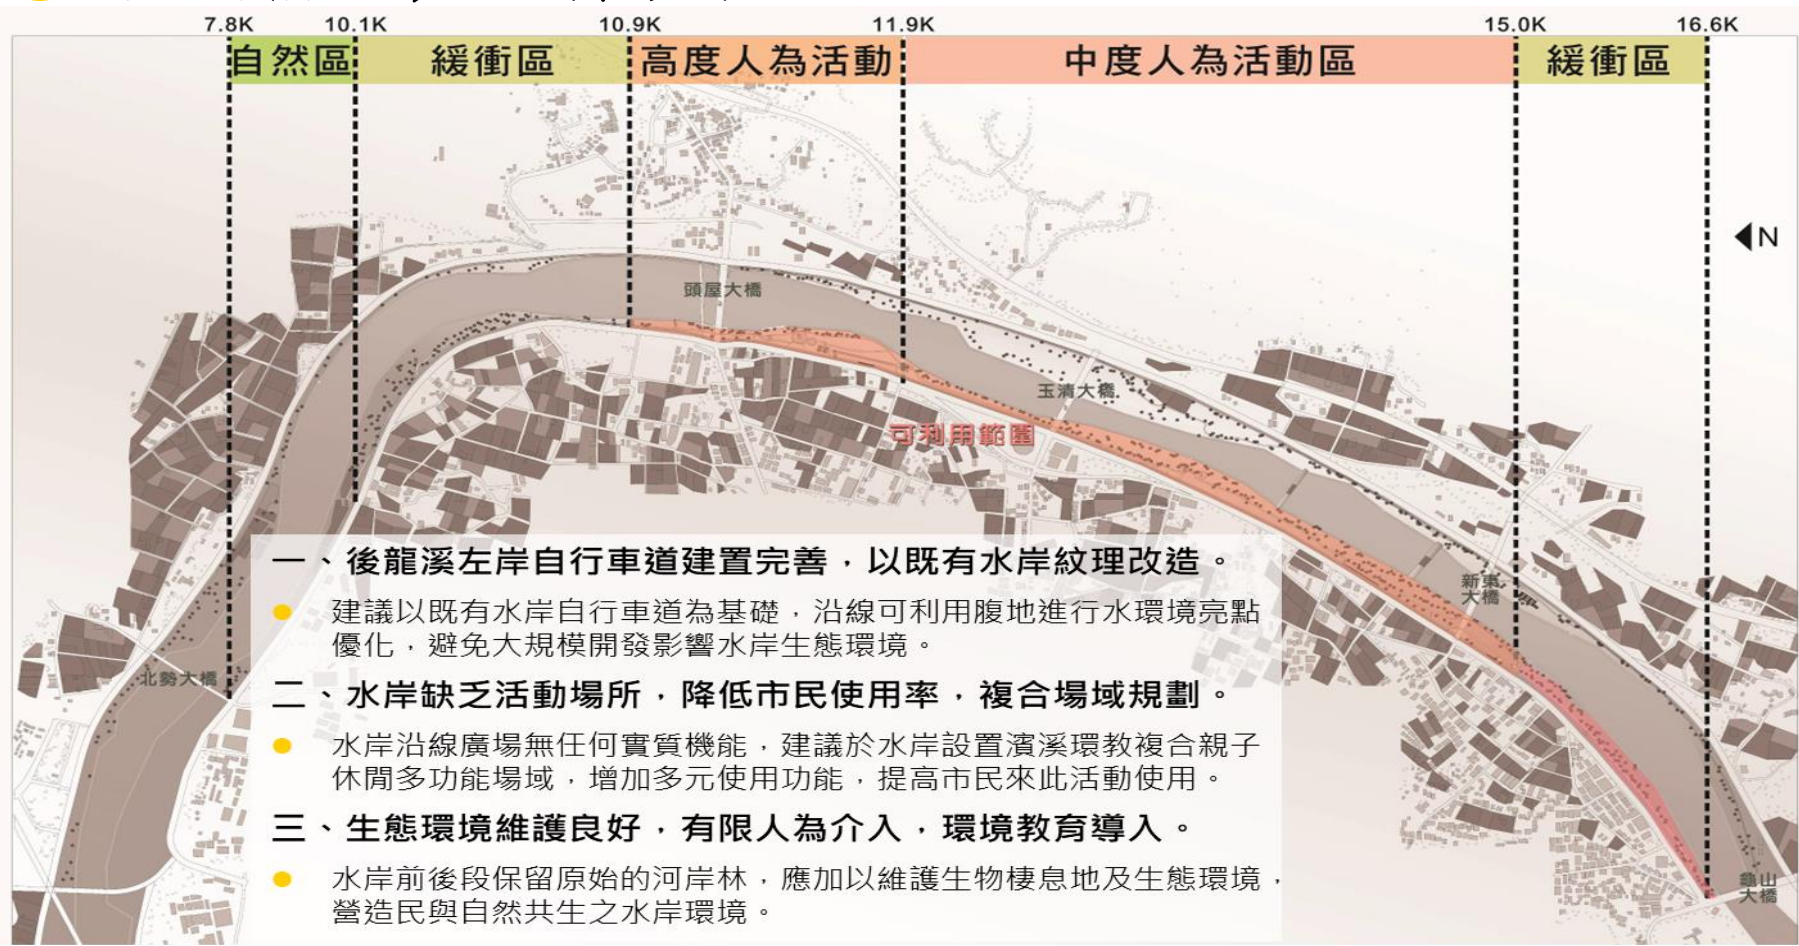 7.8K 10.1K 10.9K 11.9K 15.0K 16.6K
自然區 緩衝區 高度人為活動 中度人為活動區 緩衝區
N
頭屋大橋
玉清大橋
可利用範圍
一、後龍溪左岸自行車道建置完善，以既有水岸紋理改造。
新東
大橋
建議以既有水岸自行車道為基礎，沿線可利用腹地進行水環境亮點
優化，避免大規模開發影響水岸生態環境。
北勢大橋
二、水岸缺乏活動場所，降低市民使用率，複合場域規劃。
水岸沿線廣場無任何實質機能，建議於水岸設置濱溪環教複合親子
休閒多功能場域，增加多元使用功能，提高市民來此活動使用。
三、生態環境維護良好，有限人為介入，環境教育導入。
水岸前後段保留原始的河岸林，應加以維護生物棲息地及生態環境，
營造民與自然共生之水岸環境。
龜山
大橋